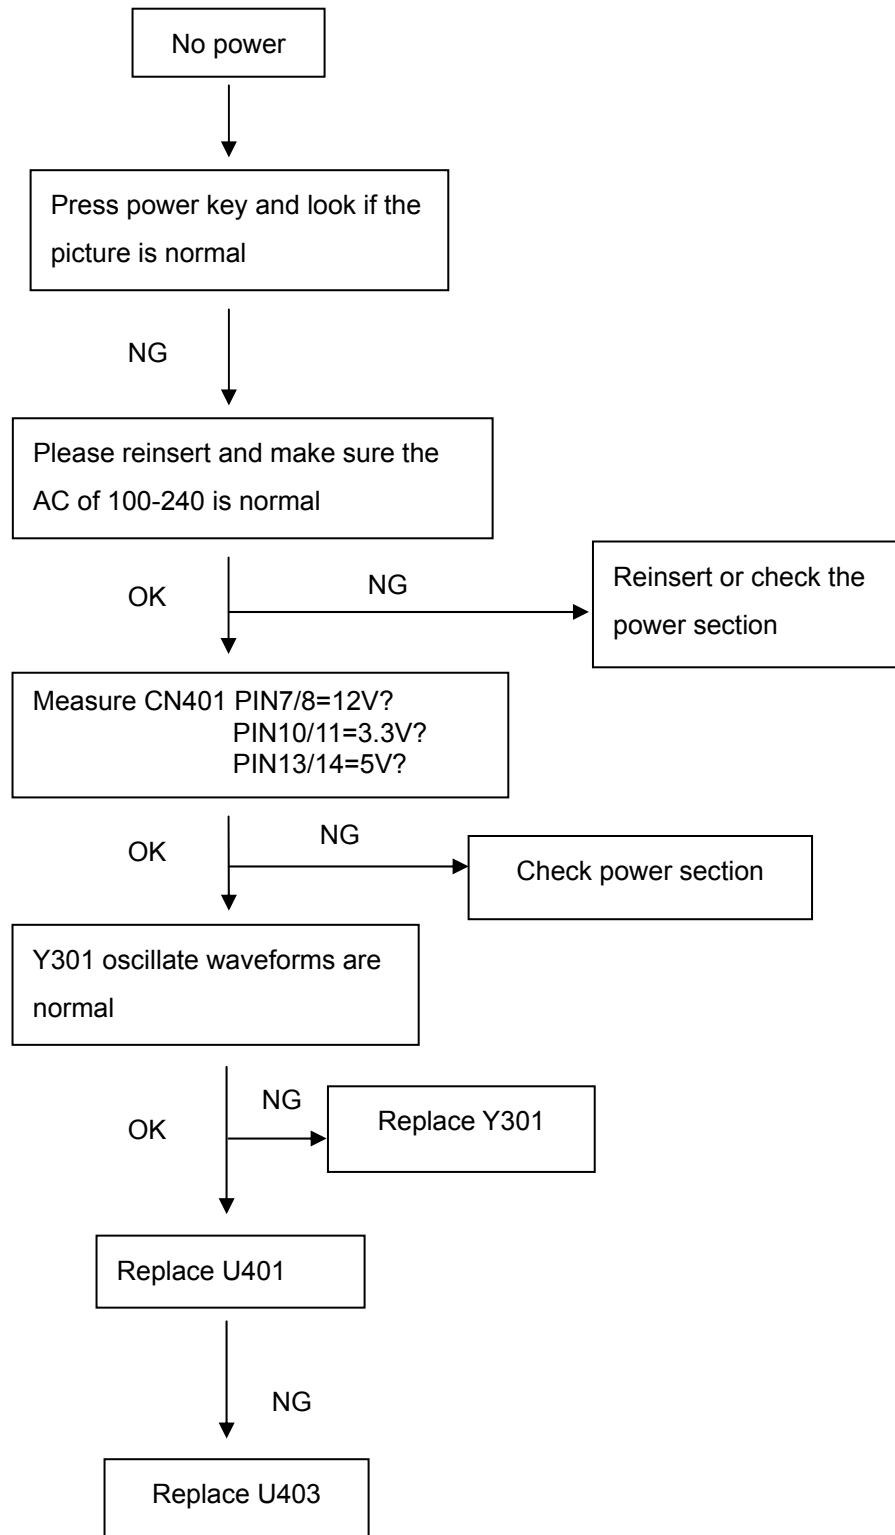 No power
Press power key and look if the
picture is normal
NG
Please reinsert and make sure the
AC of 100-240 is normal
OK
NG
Reinsert or check the
power section
Measure CN401 PIN7/8=12V?
PIN10/11=3.3V?
PIN13/14=5V?
OK
NG
Check power section
Y301 oscillate waveforms are
normal
OK
NG
Replace Y301
Replace U401
NG
Replace U403